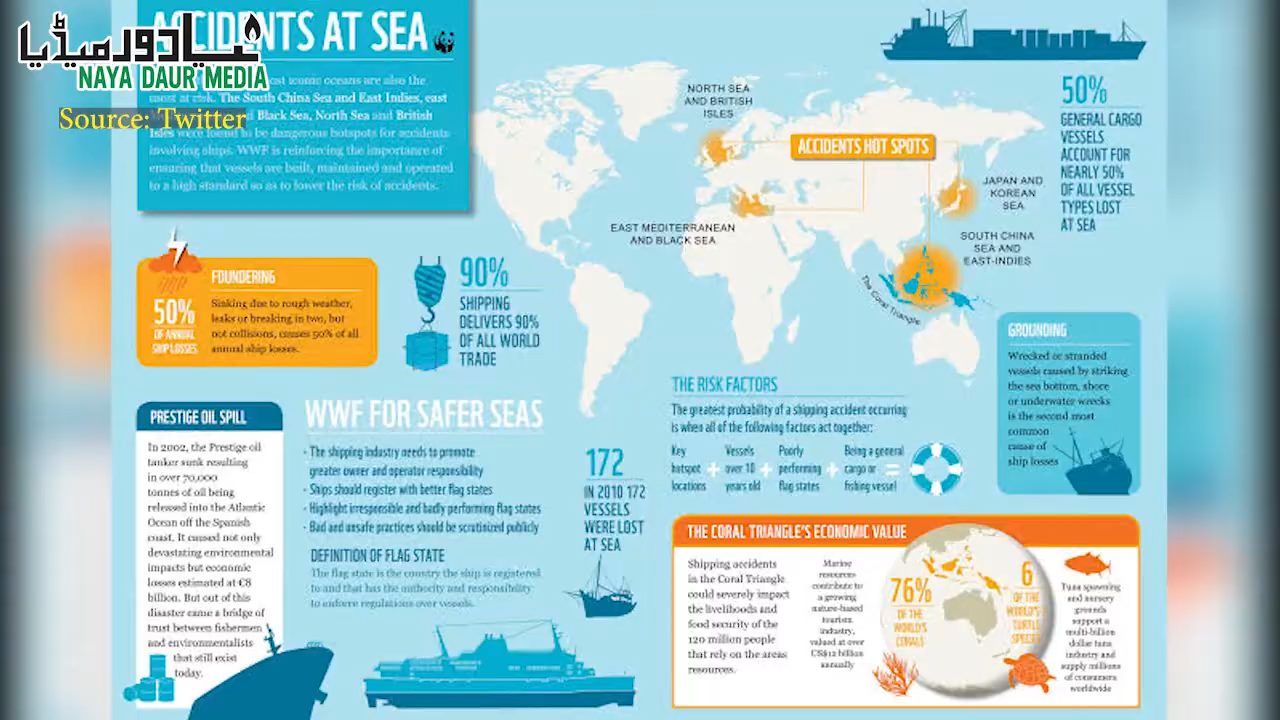 ACCIDENTS AT SEA
نیا دور میڈیا
NAYA DAUR MEDIA
Source: Twitter
most iconic oceans are also the
most at risk. The South China Sea and East Indies, east
Black Sea, North Sea and British
Isles were found to be dangerous hotspots for accidents
involving ships. WWF is reinforcing the importance of
ensuring that vessels are built, maintained and operated
to a high standard so as to lower the risk of accidents.
NORTH SEA
AND BRITISH
ISLES
ACCIDENTS HOT SPOTS
JAPAN AND
KOREAN
SEA
EAST MEDITERRANEAN
AND BLACK SEA
SOUTH CHINA
SEA AND
EAST-INDIES
The Coral Triangle
50%
GENERAL CARGO
VESSELS
ACCOUNT FOR
NEARLY 50%
OF ALL VESSEL
TYPES LOST
AT SEA
FOUNDERING
50%
OF ANNUAL
SHIP LOSSES
Sinking due to rough weather,
leaks or breaking in two, but
not collisions, causes 50% of all
annual ship losses.
90%
SHIPPING
DELIVERS 90%
OF ALL WORLD
TRADE
GROUNDING
Wrecked or stranded
vessels caused by striking
the sea bottom, shore
or underwater wrecks
is the second most
common
cause of
ship losses
PRESTIGE OIL SPILL
In 2002, the Prestige oil
tanker sunk resulting
in over 70,000
tonnes of oil being
released into the Atlantic
Ocean off the Spanish
coast. It caused not only
devastating environmental
impacts but economic
losses estimated at €8
billion. But out of this
disaster came a bridge of
trust between fishermen
and environmentalists
that still exist
today.
WWF FOR SAFER SEAS
· The shipping industry needs to promote
greater owner and operator responsibility
· Ships should register with better flag states
· Highlight irresponsible and badly performing flag states
· Bad and unsafe practices should be scrutinized publicly
DEFINITION OF FLAG STATE
The flag state is the country the ship is registered
to and that has the authority and responsibility
to enforce regulations over vessels.
172
IN 2010 172
VESSELS
WERE LOST
AT SEA
THE RISK FACTORS
The greatest probability of a shipping accident occurring
is when all of the following factors act together:
Key
hotspot
locations
+
Vessels
over 10
years old
+
Poorly
performing
flag states
+
Being a general
cargo or
fishing vessel
=
THE CORAL TRIANGLE'S ECONOMIC VALUE
Shipping accidents
in the Coral Triangle
could severely impact
the livelihoods and
food security of the
120 million people
that rely on the areas
resources.
Marine
resources
contribute to
a growing
nature-based
tourism
industry,
valued at over
US$12 billion
annually
76%
OF THE
WORLD'S
CORALS
6
OF THE
WORLD'S
TURTLE
SPECIES
Tuna spawning
and nursery
grounds
support a
multi-billion
dollar tuna
industry and
supply millions
of consumers
worldwide